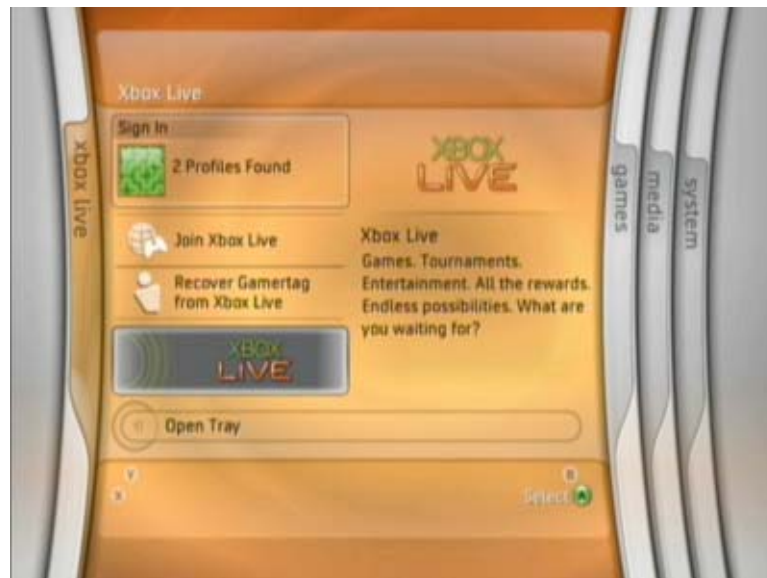 Xbox Live
Sign In
2 Profiles Found
Join Xbox Live
Recover Gamertag
from Xbox Live
XBOX
LIVE
Open Tray
XBOX
LIVE
Xbox Live
Games. Tournaments.
Entertainment. All the rewards.
Endless possibilities. What are
you waiting for?
xbox live
games
media
system
Y
X
B
Select A